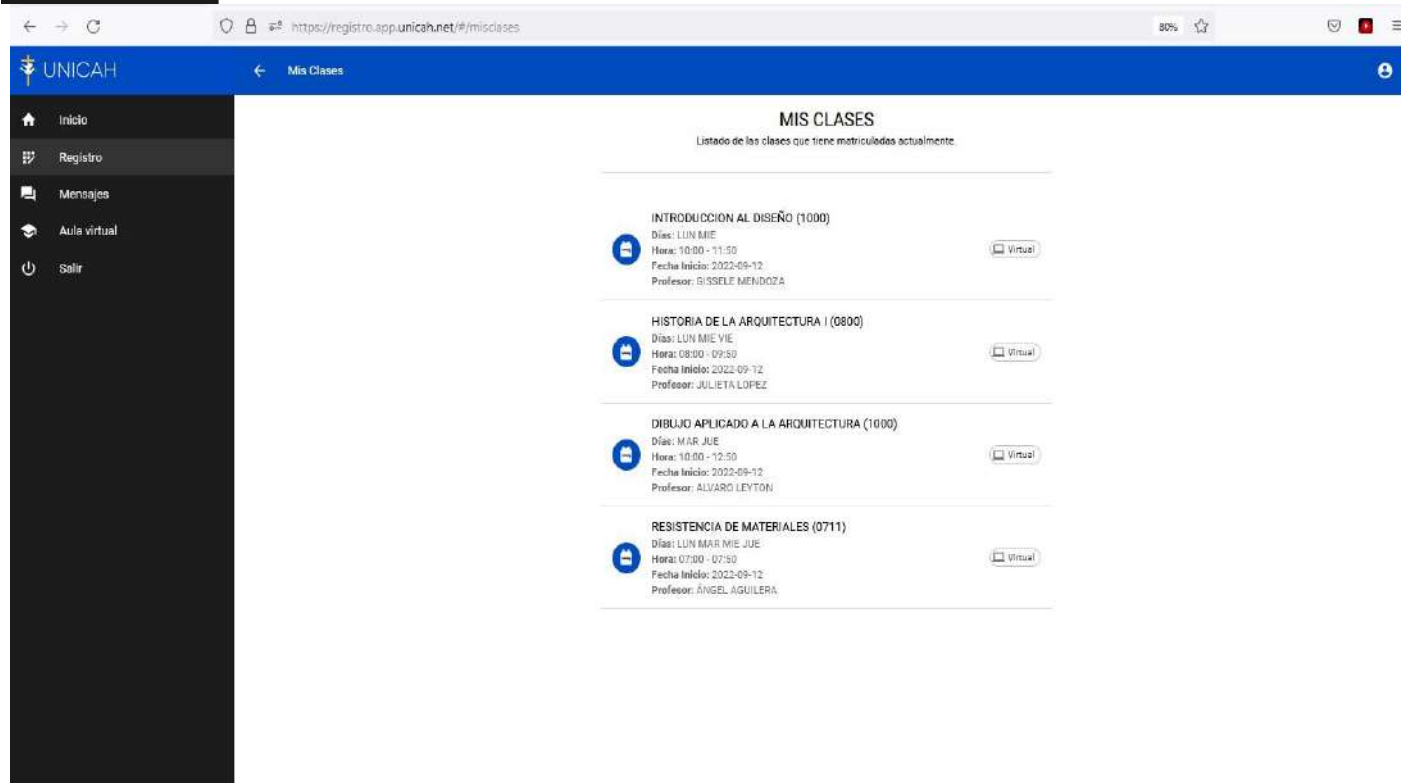 https://registro.app.unicah.net/#/misclases
80%
UNICAH
Mis Clases
Inicio
Registro
Mensajes
Aula virtual
Salir
MIS CLASES
Listado de las clases que tiene matriculadas actualmente
INTRODUCCION AL DISEÑO (1000)
Días: LUN MIE
Hora: 10:00 - 11:50
Fecha Inicio: 2022-09-12
Profesor: GISSELE MENDOZA
Virtual
HISTORIA DE LA ARQUITECTURA I (0800)
Días: LUN MIE VIE
Hora: 08:00 - 09:50
Fecha Inicio: 2022-09-12
Profesor: JULIETA LOPEZ
Virtual
DIBUJO APLICADO A LA ARQUITECTURA (1000)
Días: MAR JUE
Hora: 10:00 - 12:50
Fecha Inicio: 2022-09-12
Profesor: ALVARO LEYTON
Virtual
RESISTENCIA DE MATERIALES (0711)
Días: LUN MAR MIE JUE
Hora: 07:00 - 07:50
Fecha Inicio: 2022-09-12
Profesor: ÁNGEL AGUILERA
Virtual